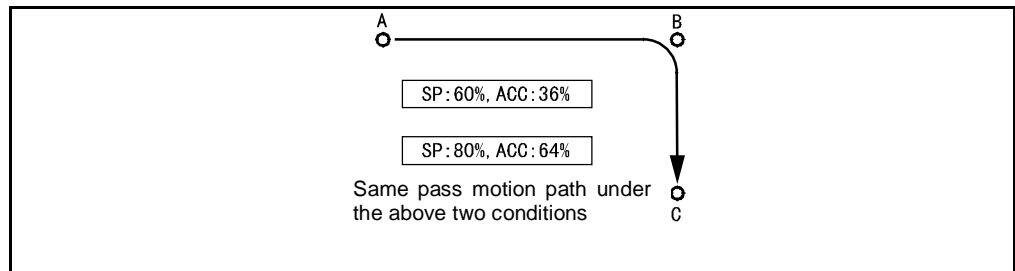 A
B
SP:60%, ACC:36%
SP:80%, ACC:64%
Same pass motion path under
the above two conditions
C